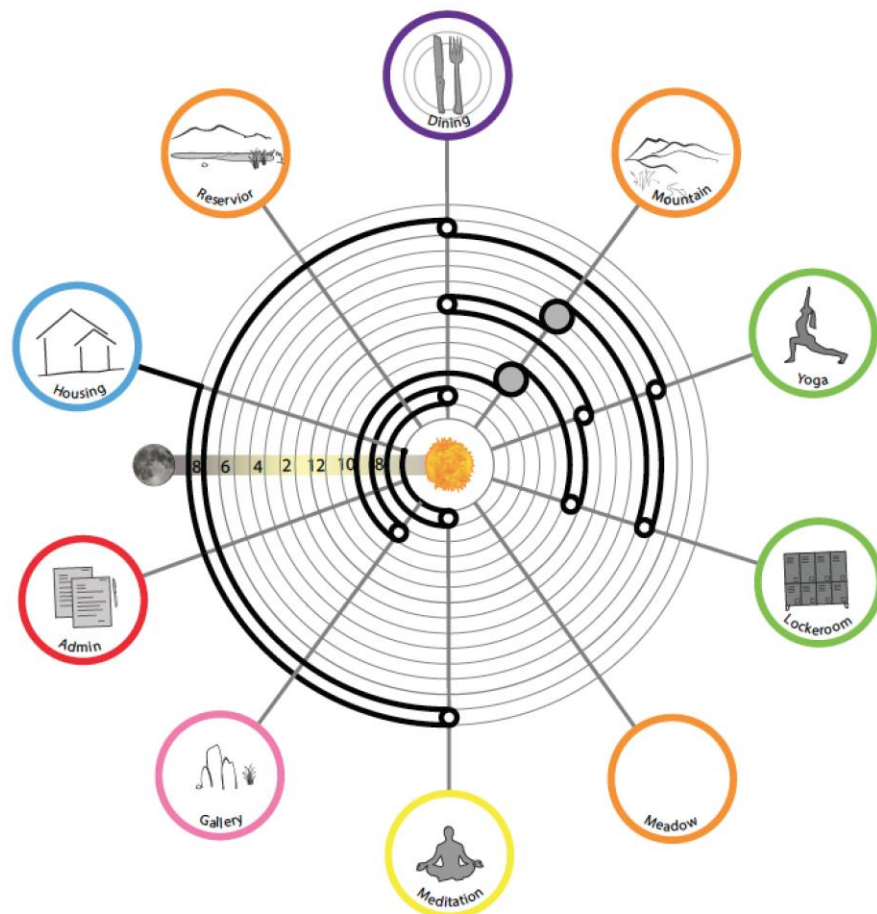 Dining
Reservior
Mountain
Housing
Yoga
8 6 4 2 12 10 8
Admin
Lockeroom
Gallery
Meadow
Meditation